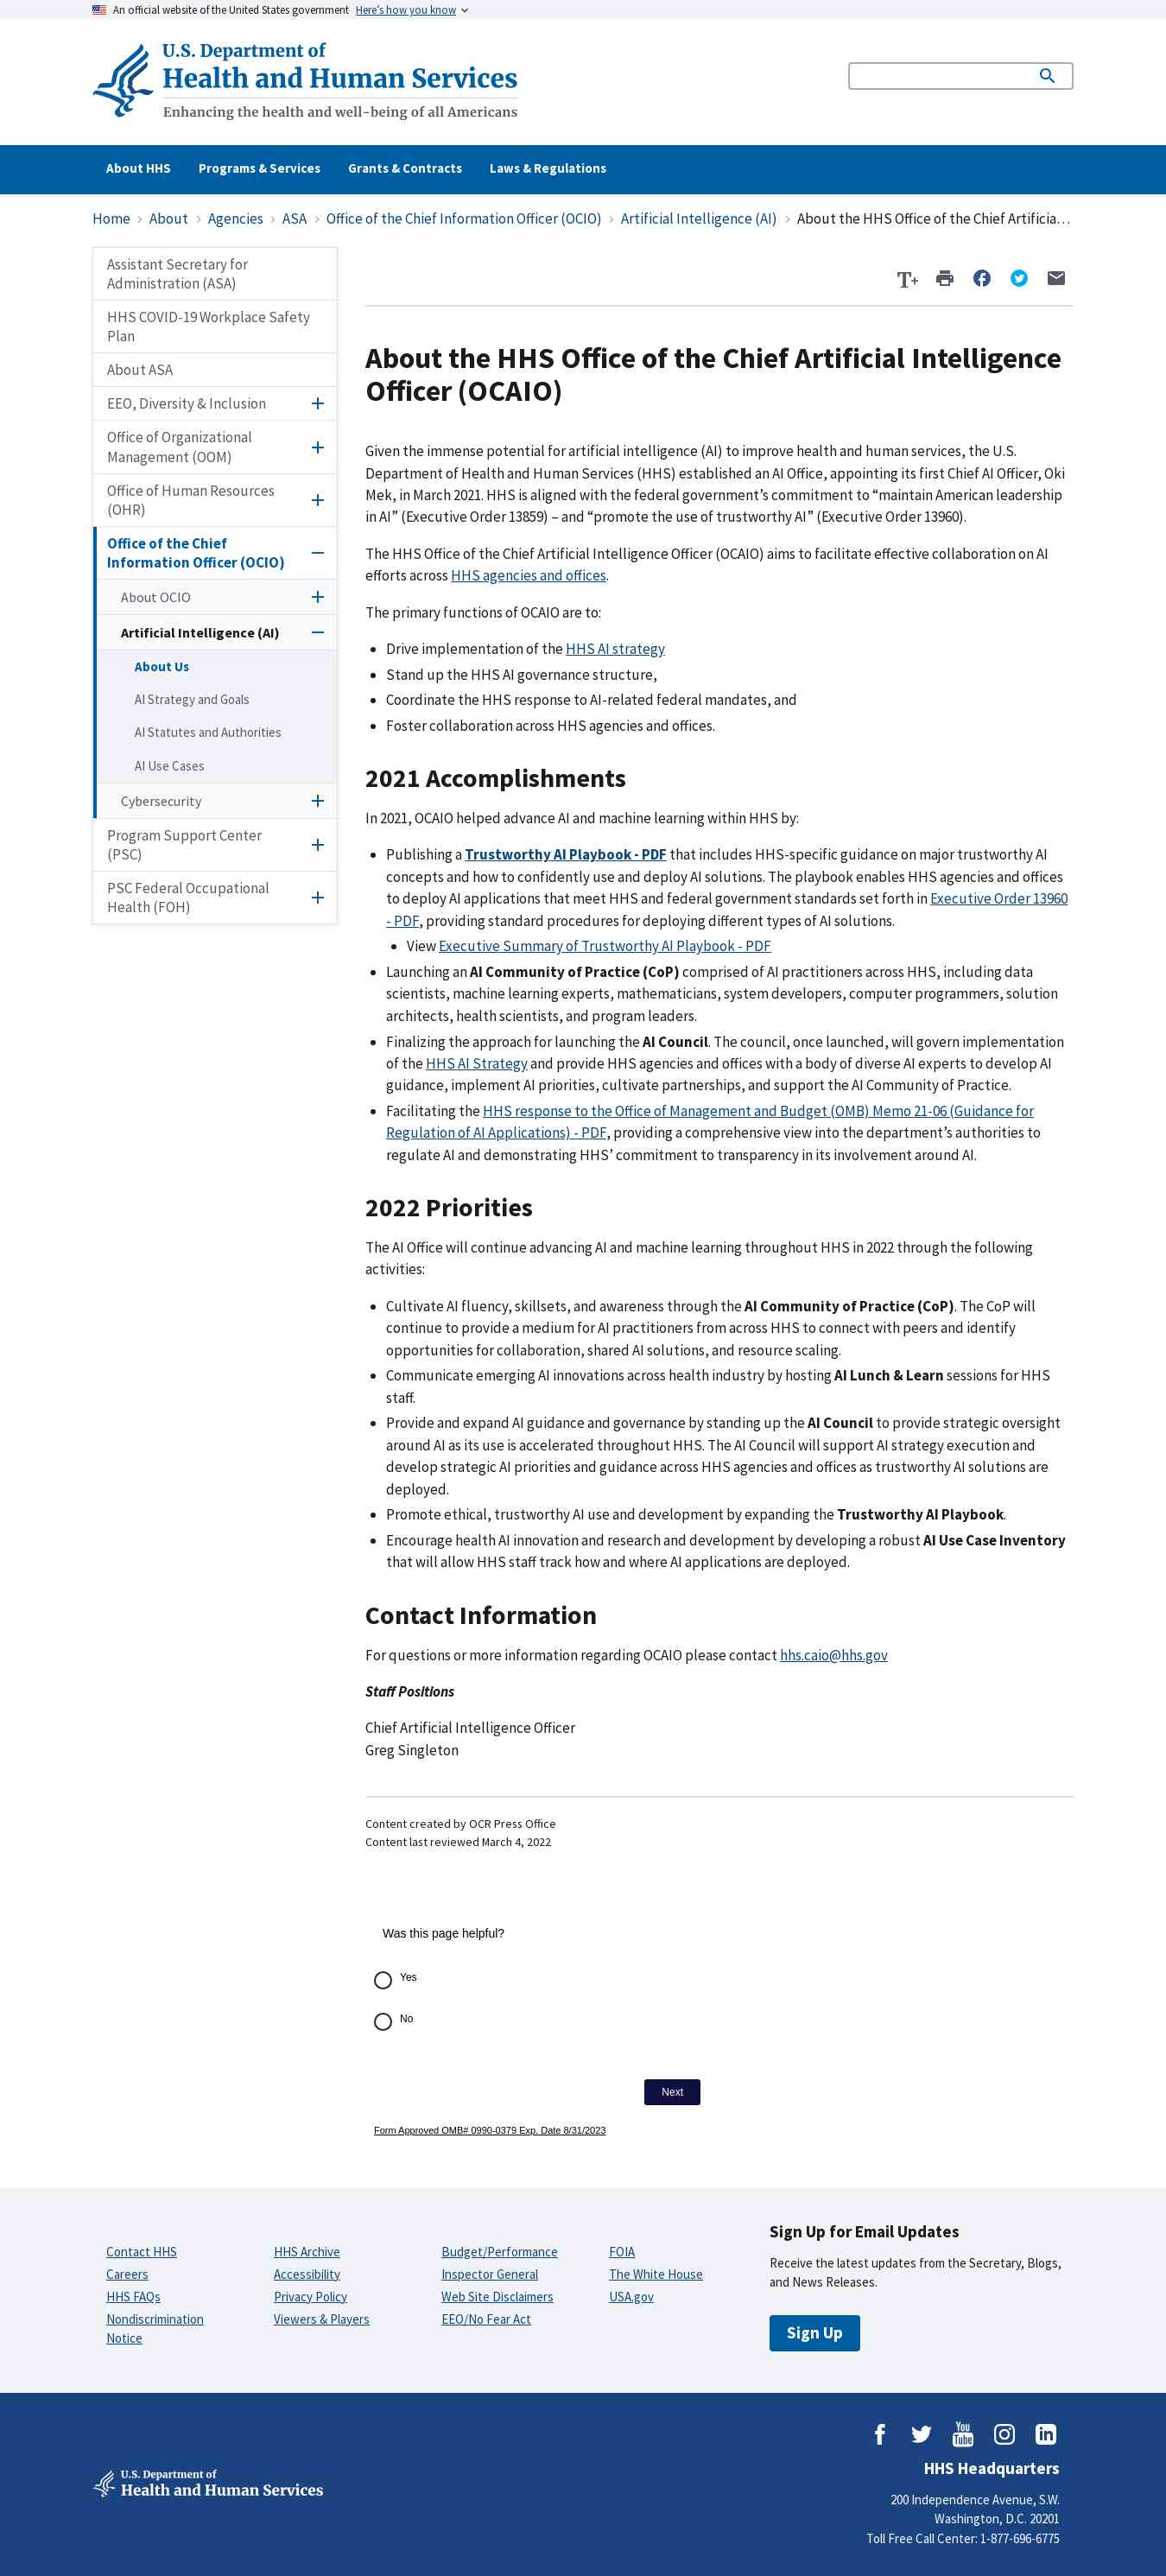 An official website of the United States government Here's how you know
U.S. Department of
Health and Human Services
Enhancing the health and well-being of all Americans
About HHS Programs & Services Grants & Contracts Laws & Regulations
Home About Agencies ASA Office of the Chief Information Officer (OCIO) Artificial Intelligence (AI) About the HHS Office of the Chief Artificia…
Assistant Secretary for
Administration (ASA)
HHS COVID-19 Workplace Safety
Plan
About ASA
EEO, Diversity & Inclusion
Office of Organizational
Management (OOM)
Office of Human Resources
(OHR)
Office of the Chief
Information Officer (OCIO)
About OCIO
Artificial Intelligence (AI)
About Us
AI Strategy and Goals
AI Statutes and Authorities
AI Use Cases
Cybersecurity
Program Support Center
(PSC)
PSC Federal Occupational
Health (FOH)
T+
About the HHS Office of the Chief Artificial Intelligence
Officer (OCAIO)
Given the immense potential for artificial intelligence (AI) to improve health and human services, the U.S.
Department of Health and Human Services (HHS) established an AI Office, appointing its first Chief AI Officer, Oki
Mek, in March 2021. HHS is aligned with the federal government’s commitment to “maintain American leadership
in AI” (Executive Order 13859) – and “promote the use of trustworthy AI” (Executive Order 13960).
The HHS Office of the Chief Artificial Intelligence Officer (OCAIO) aims to facilitate effective collaboration on AI
efforts across HHS agencies and offices.
The primary functions of OCAIO are to:
• Drive implementation of the HHS AI strategy
• Stand up the HHS AI governance structure,
• Coordinate the HHS response to AI-related federal mandates, and
• Foster collaboration across HHS agencies and offices.
2021 Accomplishments
In 2021, OCAIO helped advance AI and machine learning within HHS by:
• Publishing a Trustworthy AI Playbook - PDF that includes HHS-specific guidance on major trustworthy AI
concepts and how to confidently use and deploy AI solutions. The playbook enables HHS agencies and offices
to deploy AI applications that meet HHS and federal government standards set forth in Executive Order 13960
- PDF, providing standard procedures for deploying different types of AI solutions.
• View Executive Summary of Trustworthy AI Playbook - PDF
• Launching an AI Community of Practice (CoP) comprised of AI practitioners across HHS, including data
scientists, machine learning experts, mathematicians, system developers, computer programmers, solution
architects, health scientists, and program leaders.
• Finalizing the approach for launching the AI Council. The council, once launched, will govern implementation
of the HHS AI Strategy and provide HHS agencies and offices with a body of diverse AI experts to develop AI
guidance, implement AI priorities, cultivate partnerships, and support the AI Community of Practice.
• Facilitating the HHS response to the Office of Management and Budget (OMB) Memo 21-06 (Guidance for
Regulation of AI Applications) - PDF, providing a comprehensive view into the department’s authorities to
regulate AI and demonstrating HHS’ commitment to transparency in its involvement around AI.
2022 Priorities
The AI Office will continue advancing AI and machine learning throughout HHS in 2022 through the following
activities:
• Cultivate AI fluency, skillsets, and awareness through the AI Community of Practice (CoP). The CoP will
continue to provide a medium for AI practitioners from across HHS to connect with peers and identify
opportunities for collaboration, shared AI solutions, and resource scaling.
• Communicate emerging AI innovations across health industry by hosting AI Lunch & Learn sessions for HHS
staff.
• Provide and expand AI guidance and governance by standing up the AI Council to provide strategic oversight
around AI as its use is accelerated throughout HHS. The AI Council will support AI strategy execution and
develop strategic AI priorities and guidance across HHS agencies and offices as trustworthy AI solutions are
deployed.
• Promote ethical, trustworthy AI use and development by expanding the Trustworthy AI Playbook.
• Encourage health AI innovation and research and development by developing a robust AI Use Case Inventory
that will allow HHS staff track how and where AI applications are deployed.
Contact Information
For questions or more information regarding OCAIO please contact hhs.caio@hhs.gov
Staff Positions
Chief Artificial Intelligence Officer
Greg Singleton
Content created by OCR Press Office
Content last reviewed March 4, 2022
Was this page helpful?
Yes
No
Next
Form Approved OMB# 0990-0379 Exp. Date 8/31/2023
Contact HHS
Careers
HHS FAQs
Nondiscrimination
Notice
HHS Archive
Accessibility
Privacy Policy
Viewers & Players
Budget/Performance
Inspector General
Web Site Disclaimers
EEO/No Fear Act
FOIA
The White House
USA.gov
Sign Up for Email Updates
Receive the latest updates from the Secretary, Blogs,
and News Releases.
Sign Up
You
Tube
U.S. Department of
Health and Human Services
HHS Headquarters
200 Independence Avenue, S.W.
Washington, D.C. 20201
Toll Free Call Center: 1-877-696-6775